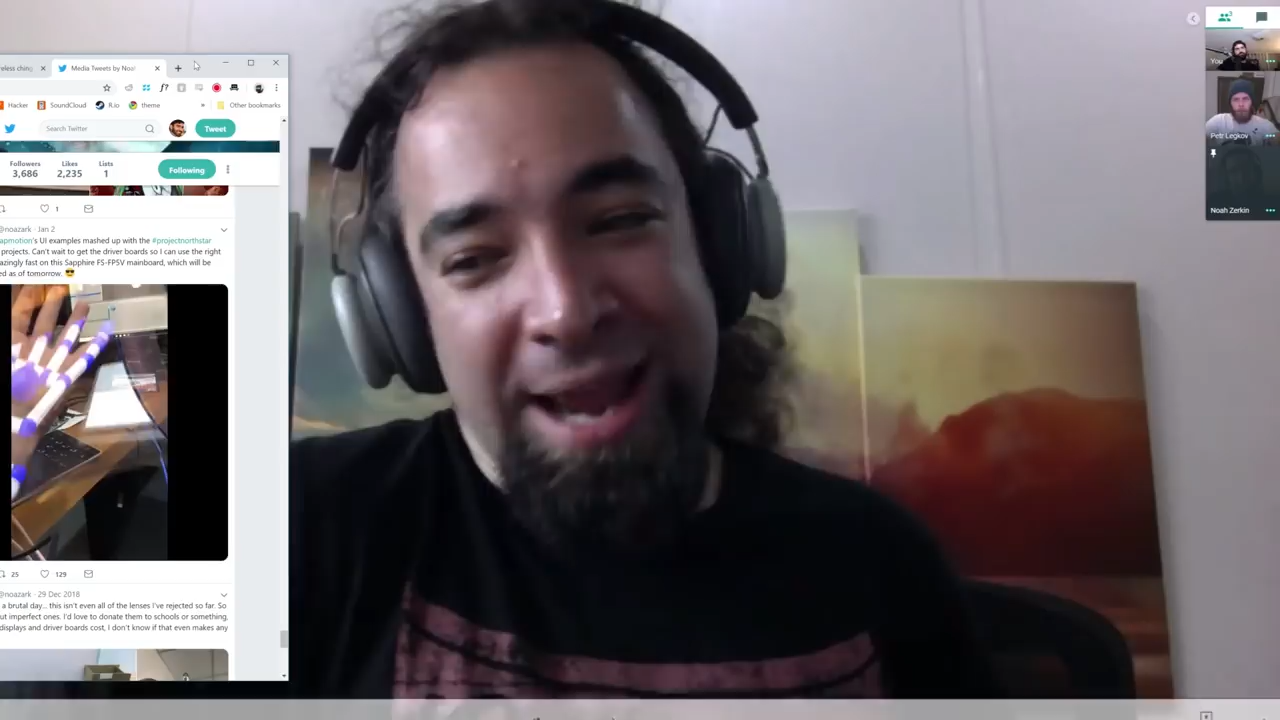 reless ching
Media Tweets by Noa
Hacker
SoundCloud
R.io
theme
»
Other bookmarks
Search Twitter
Tweet
Followers
3,686
Likes
2,235
Lists
1
Following
1
@noazark · Jan 2
apmotion's UI examples mashed up with the #projectnorthstar
projects. Can't wait to get the driver boards so I can use the right
azingly fast on this Sapphire FS-FP5V mainboard, which will be
ed as of tomorrow.
25
129
@noazark · 29 Dec 2018
a brutal day... this isn't even all of the lenses I've rejected so far. So
ut imperfect ones. I'd love to donate them to schools or something,
displays and driver boards cost, I don't know if that even makes any
You
Petr Legkov
Noah Zerkin